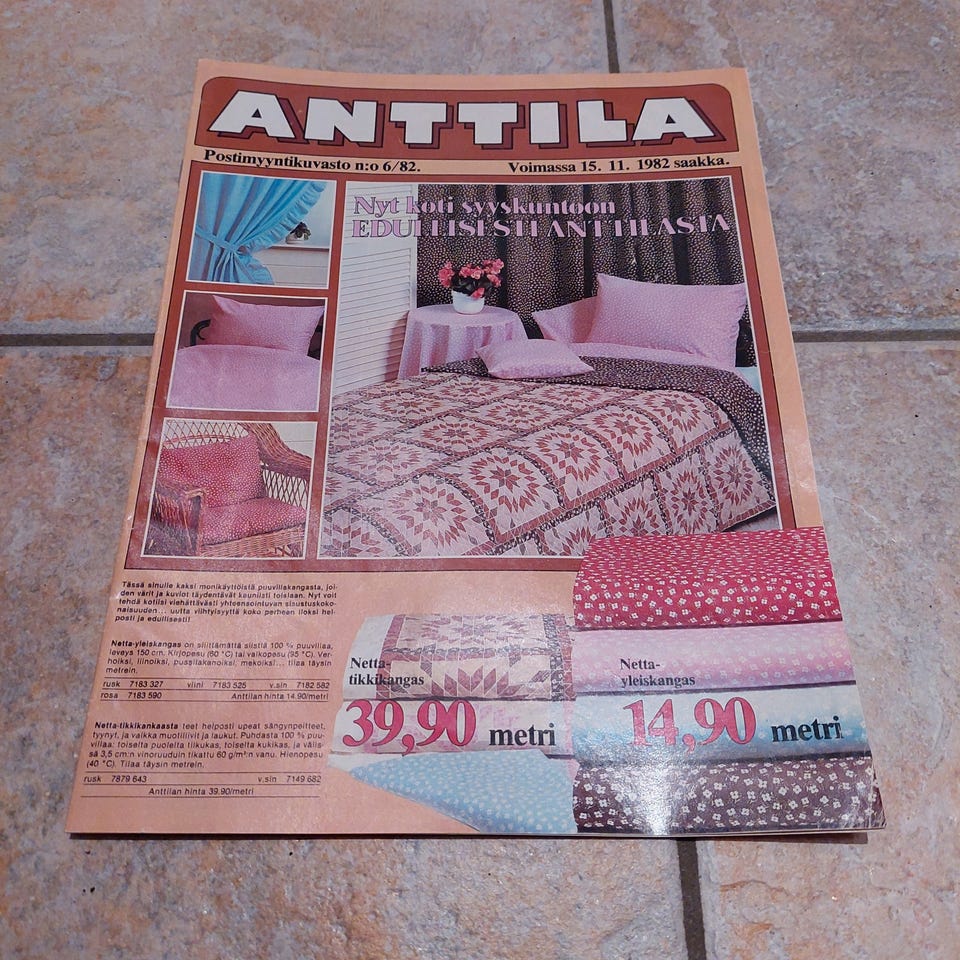 ANTTILA
Postimyyntikuvasto n:o 6/82.
Voimassa 15. 11. 1982 saakka.
Nyt koti syyskuntoon
EDULLISESTI ANTTILASTA
Tässä sinulle kaksi monikäyttöistä puuvillakangasta, joi-
den värit ja kuviot täydentävät kauniisti toisiaan. Nyt voit
tehdä kotiisi viehättävästi yhteensointuvan sisustuskoko-
naisuuden... uutta viihtyisyyttä koko perheen iloksi hel-
posti ja edullisesti!
Netta-yleiskangas on silittämättä siistiä 100 % puuvillaa,
leveys 150 cm. Kirjopesu (60 °C) tai valkopesu (95 °C). Ver-
hoiksi, liinoiksi, pussilakanoiksi, mekoiksi... tilaa täysin
metrein.
rusk 7183 327 viini 7183 525 v.sin 7182 582
rosa 7183 590 Anttilan hinta 14.90/metri
Netta-tikkikankaasta teet helposti upeat sängynpeitteet,
tyynyt, ja vaikka muotiliivit ja laukut. Puhdasta 100 % puu-
villaa: toiselta puolelta tilkukas, toiselta kukikas, ja välis-
sä 3,5 cm:n vinoruuduin tikattu 60 g/m²:n vanu. Hienopesu
(40 °C). Tilaa täysin metrein.
rusk 7879 643 v.sin 7149 682
Anttilan hinta 39.90/metri
Netta-
tikkikangas
39,90 metri
Netta-
yleiskangas
14,90 metri